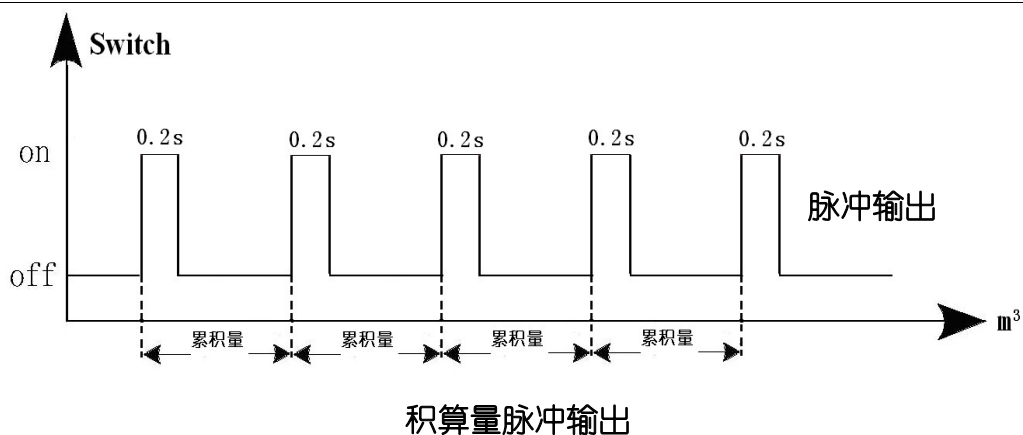 Switch
0.2s 0.2s 0.2s 0.2s 0.2s
on
脉冲输出
off
m³
累积量 累积量 累积量 累积量
积算量脉冲输出